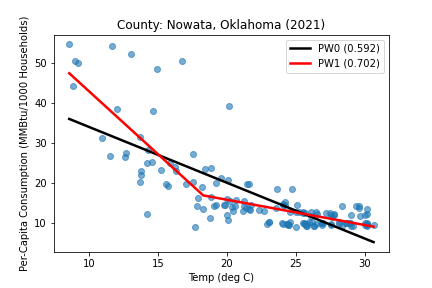 County: Nowata, Oklahoma (2021)
Per-Capita Consumption (MMBtu/1000 Households)
50
40
30
20
10
PW0 (0.592)
PW1 (0.702)
10
15
20
25
30
Temp (deg C)